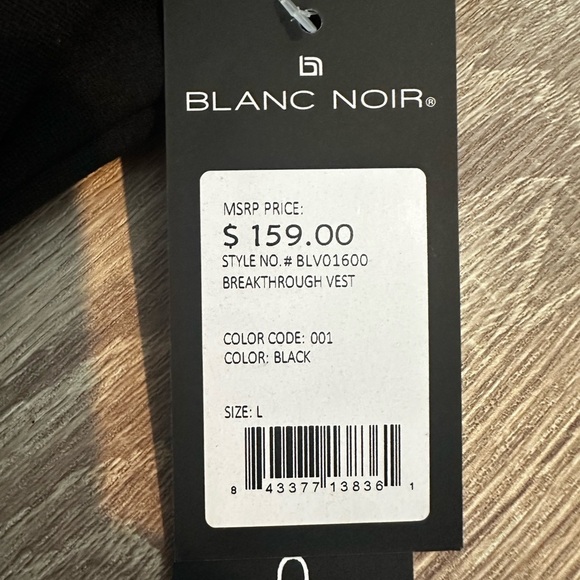 BLANC NOIR®
MSRP PRICE:
$ 159.00
STYLE NO.# BLV01600
BREAKTHROUGH VEST
COLOR CODE: 001
COLOR: BLACK
SIZE: L
8 43377 13836 1